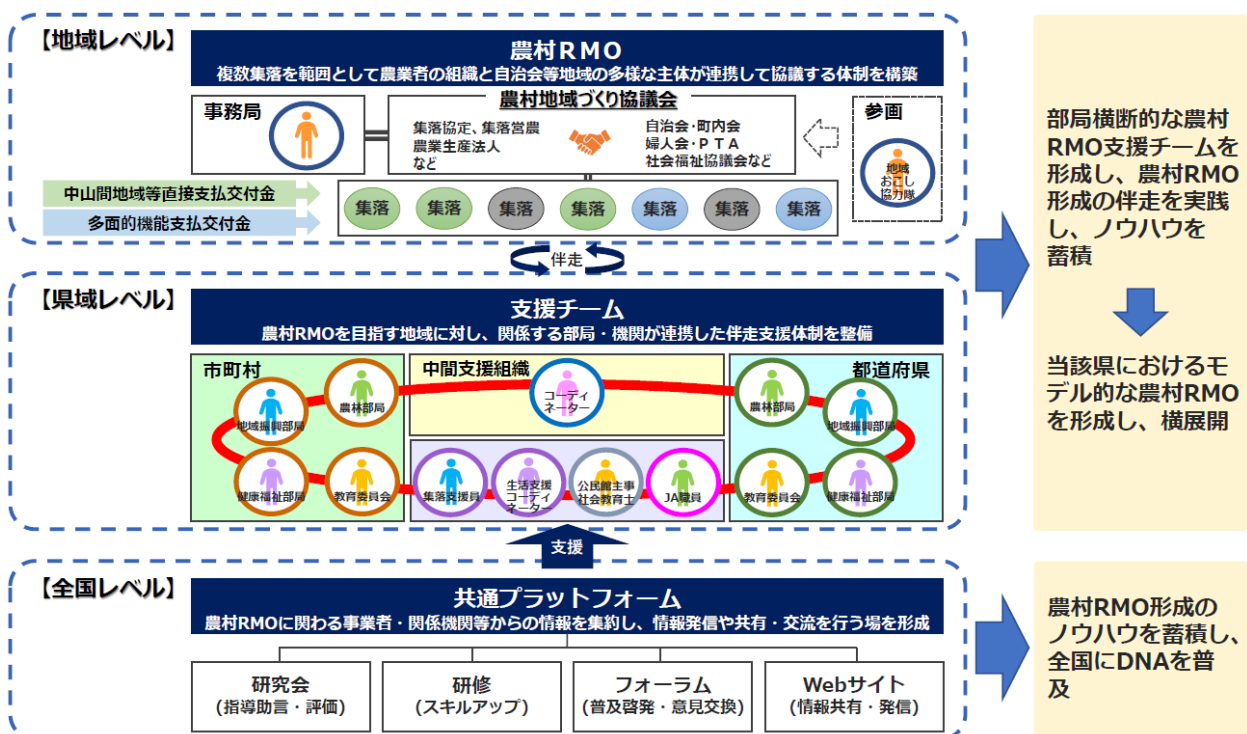 【地域レベル】
農村RMO
複数集落を範囲として農業者の組織と自治会等地域の多様な主体が連携して協議する体制を構築
事務局
農村地域づくり協議会
集落協定、集落営農
農業生産法人
など
自治会・町内会
婦人会・PTA
社会福祉協議会など
参画
地域
おこし
協力隊
中山間地域等直接支払交付金
多面的機能支払交付金
集落
集落
集落
集落
集落
集落
集落
伴走
【県域レベル】
支援チーム
農村RMOを目指す地域に対し、関係する部局・機関が連携した伴走支援体制を整備
市町村
農林部局
地域振興部局
健康福祉部局
教育委員会
中間支援組織
コーディ
ネーター
集落支援員
生活支援
コーディ
ネーター
公民館主事
社会教育士
JA職員
都道府県
農林部局
地域振興部局
教育委員会
健康福祉部局
支援
【全国レベル】
共通プラットフォーム
農村RMOに関わる事業者・関係機関等からの情報を集約し、情報発信や共有・交流を行う場を形成
研究会
(指導助言・評価)
研修
(スキルアップ)
フォーラム
(普及啓発・意見交換)
Webサイト
(情報共有・発信)
部局横断的な農村
RMO支援チームを
形成し、農村RMO
形成の伴走を実践
し、ノウハウを
蓄積
当該県におけるモ
デル的な農村RMO
を形成し、横展開
農村RMO形成の
ノウハウを蓄積し、
全国にDNAを普
及